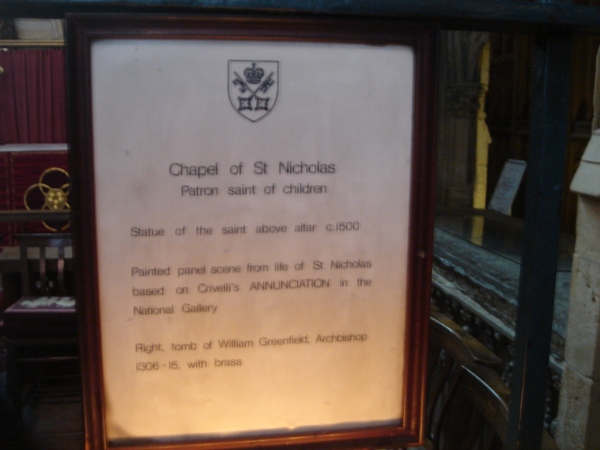 Chapel of St Nicholas
Patron saint of children
Statue of the saint above altar c.1500
Painted panel scene from life of St Nicholas
based on Crivelli's ANNUNCIATION in the
National Gallery
Right, tomb of William Greenfield, Archbishop
1306-15, with brass